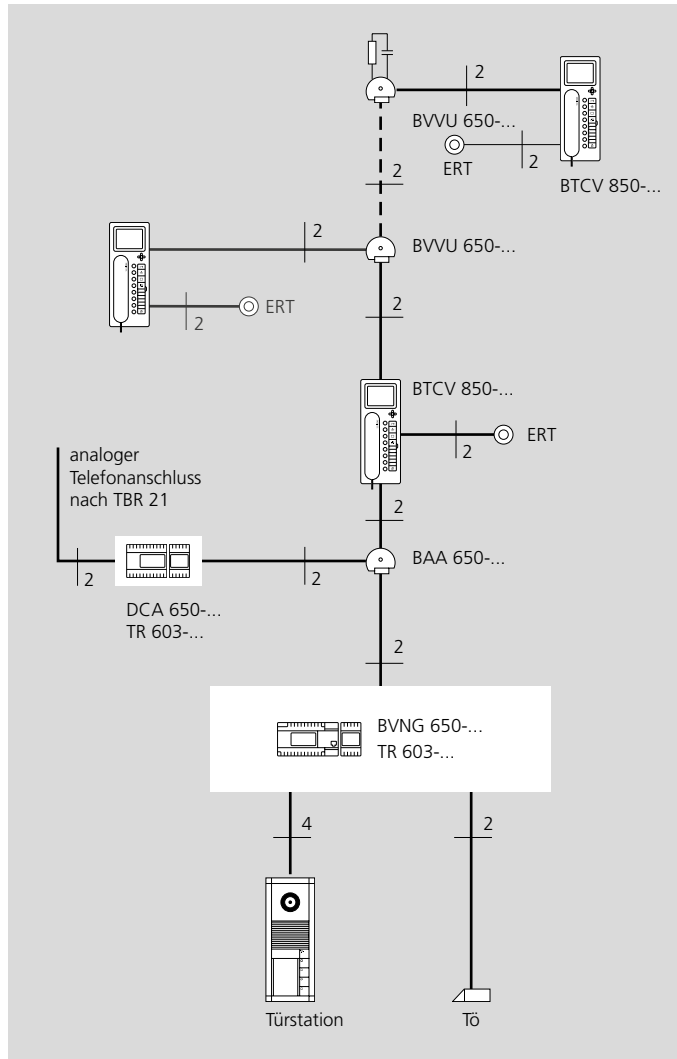 2
BVVU 650-...
ERT
2
BTCV 850-...
2
2
BVVU 650-...
2
ERT
2
BTCV 850-...
2
ERT
analoger
Telefonanschluss
nach TBR 21
2
2
2
BAA 650-...
DCA 650-...
TR 603-...
2
BVNG 650-...
TR 603-...
4
2
Türstation
Tö